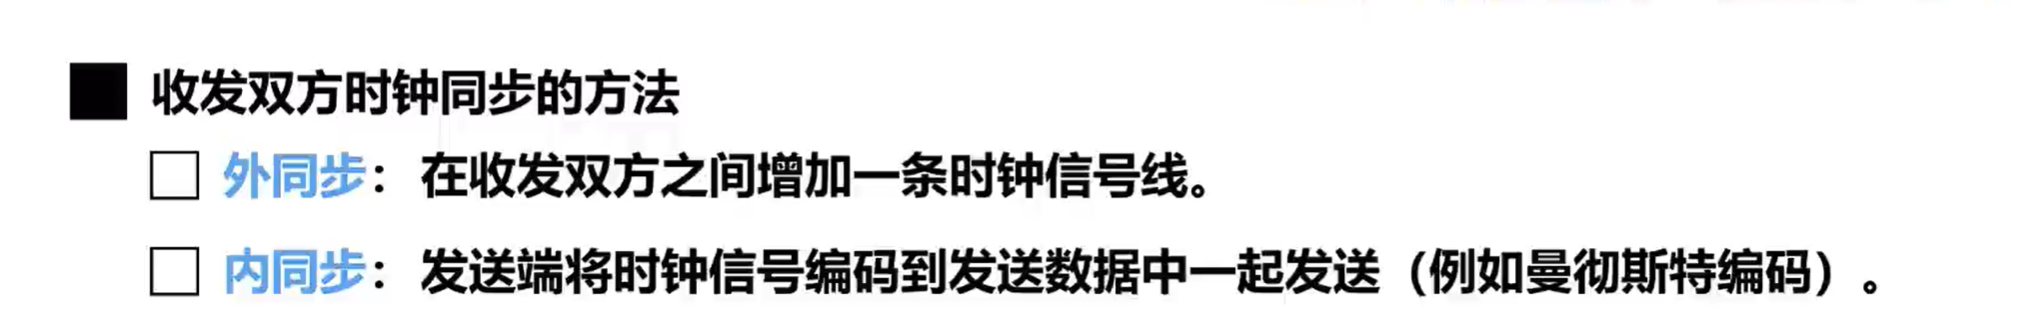 收发双方时钟同步的方法
外同步：在收发双方之间增加一条时钟信号线。
内同步：发送端将时钟信号编码到发送数据中一起发送（例如曼彻斯特编码）。